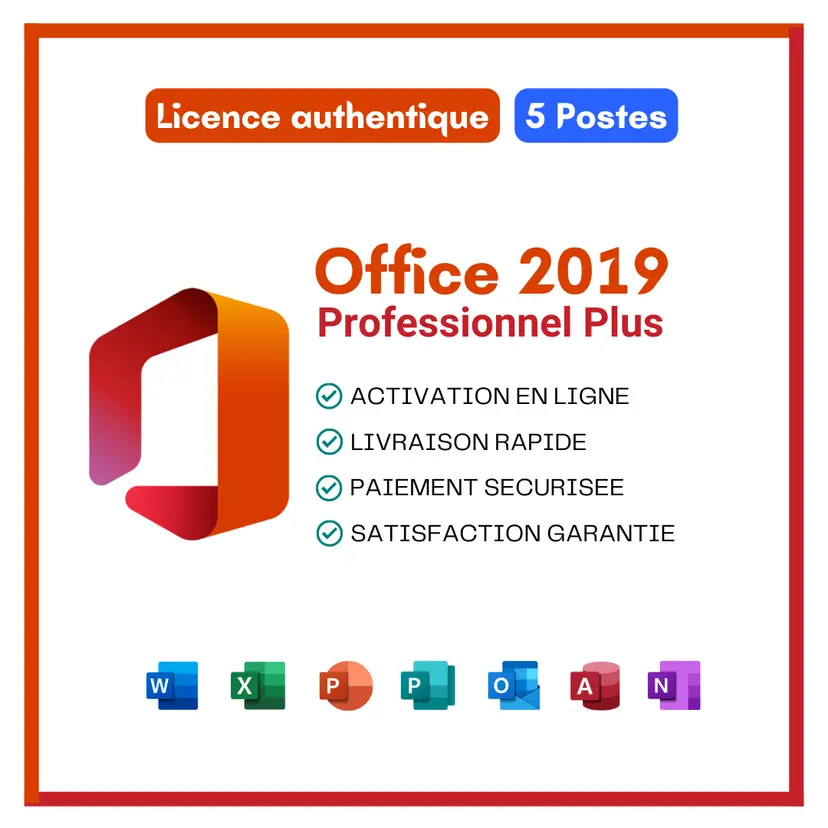 Licence authentique 5 Postes
Office 2019
Professionnel Plus
ACTIVATION EN LIGNE
LIVRAISON RAPIDE
PAIEMENT SECURISEE
SATISFACTION GARANTIE
W X P P O A N